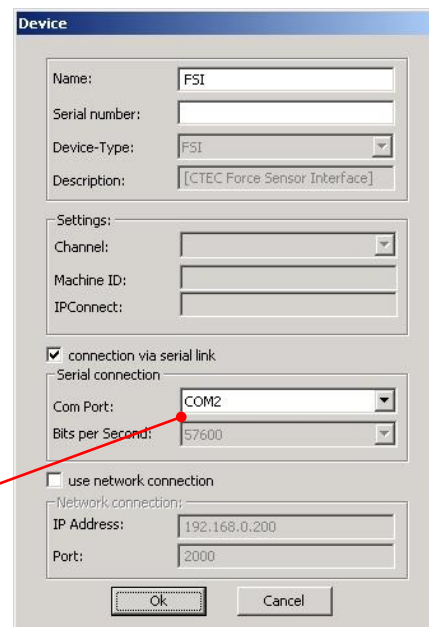 Device
Name: FSI
Serial number:
Device-Type: FSI
Description: [CTEC Force Sensor Interface]
Settings:
Channel:
Machine ID:
IPConnect:
connection via serial link
Serial connection
Com Port: COM2
Bits per Second: 57600
use network connection
Network connection:
IP Address: 192.168.0.200
Port: 2000
Ok Cancel